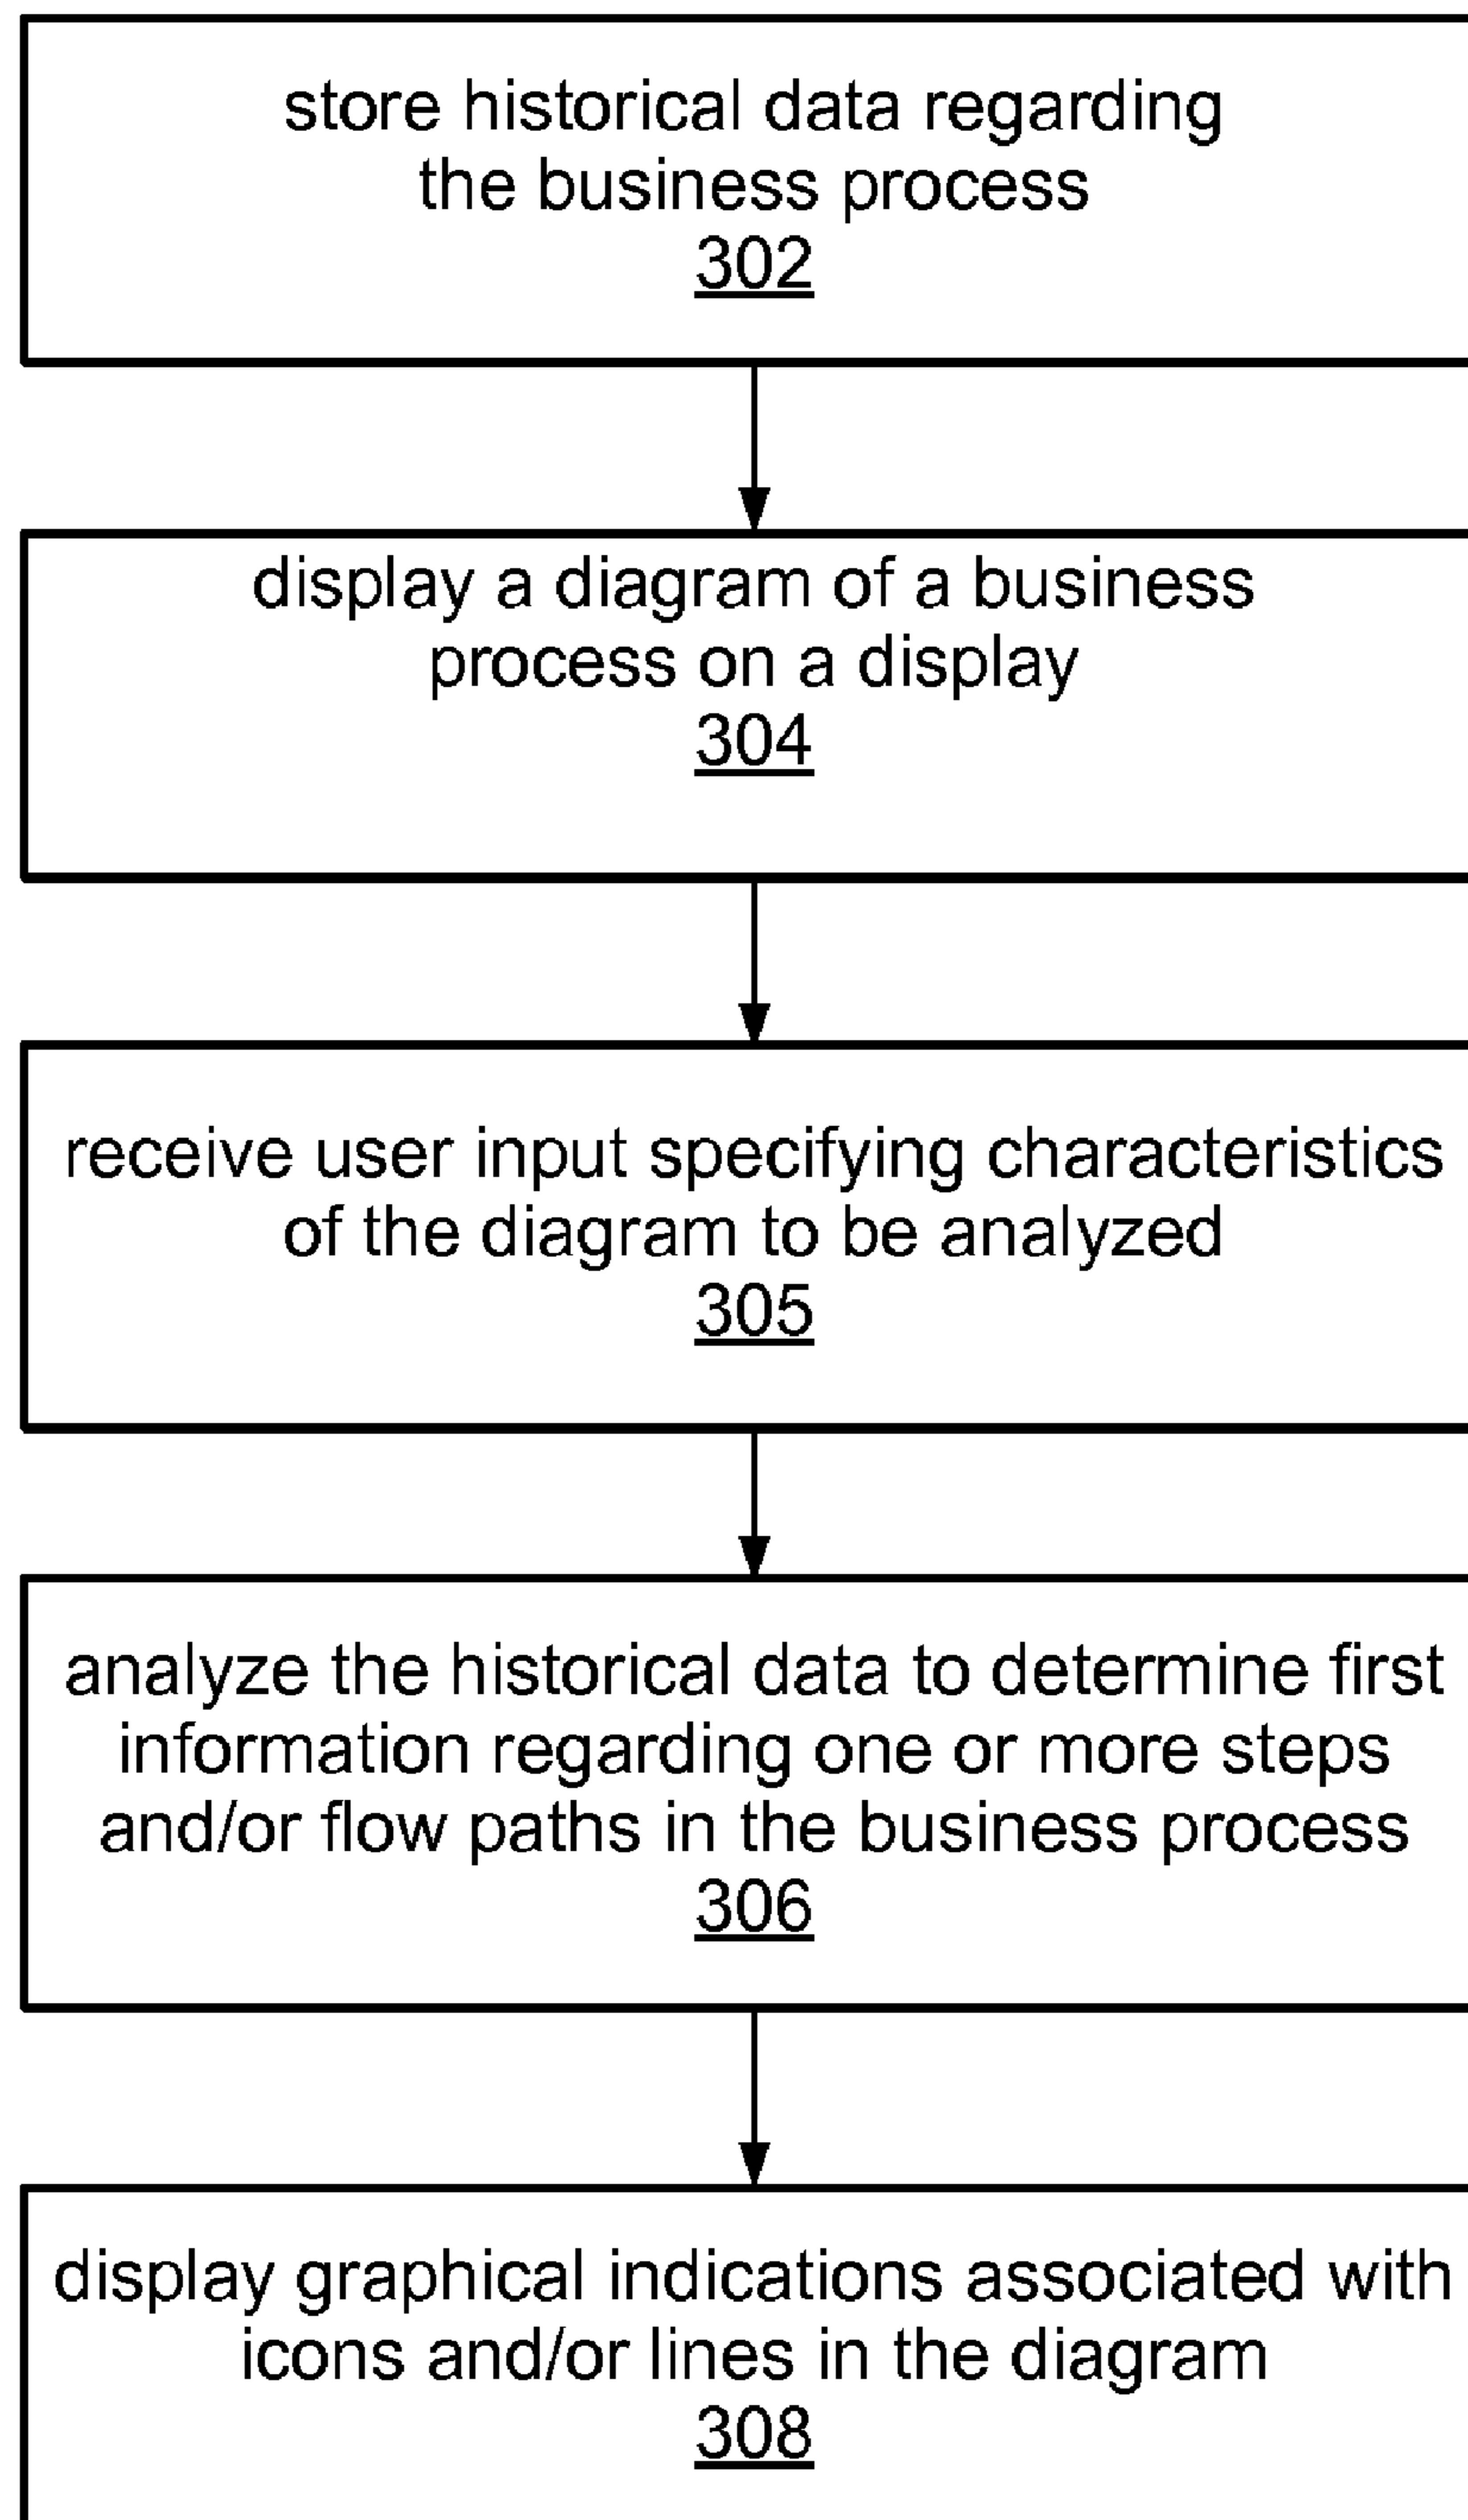 store historical data regarding
the business process
302
display a diagram of a business
process on a display
304
receive user input specifying characteristics
of the diagram to be analyzed
305
analyze the historical data to determine first
information regarding one or more steps
and/or flow paths in the business process
306
display graphical indications associated with
icons and/or lines in the diagram
308